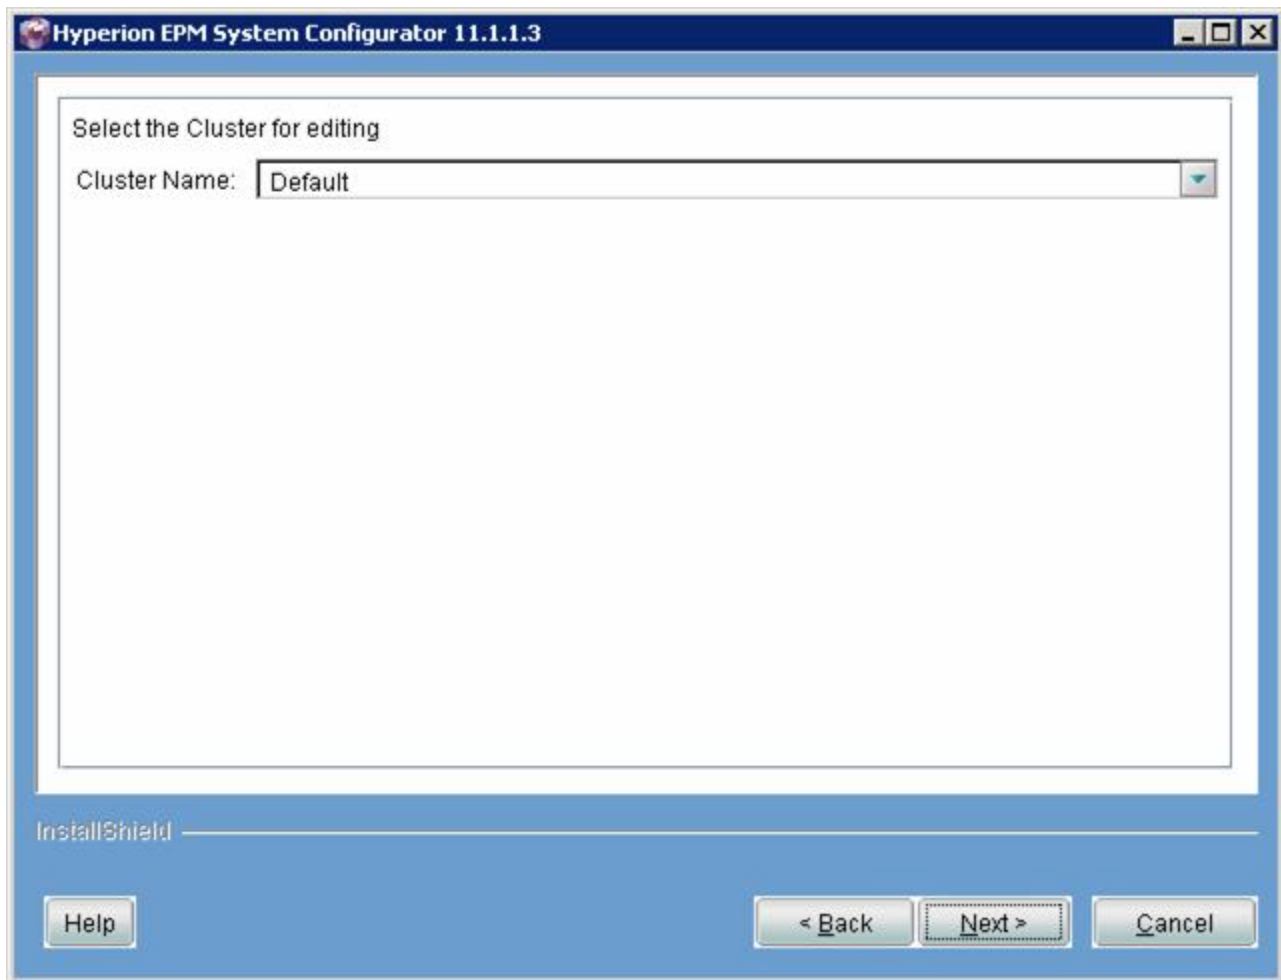 Hyperion EPM System Configurator 11.1.1.3
Select the Cluster for editing
Cluster Name: Default
InstallShield
Help < Back Next > Cancel